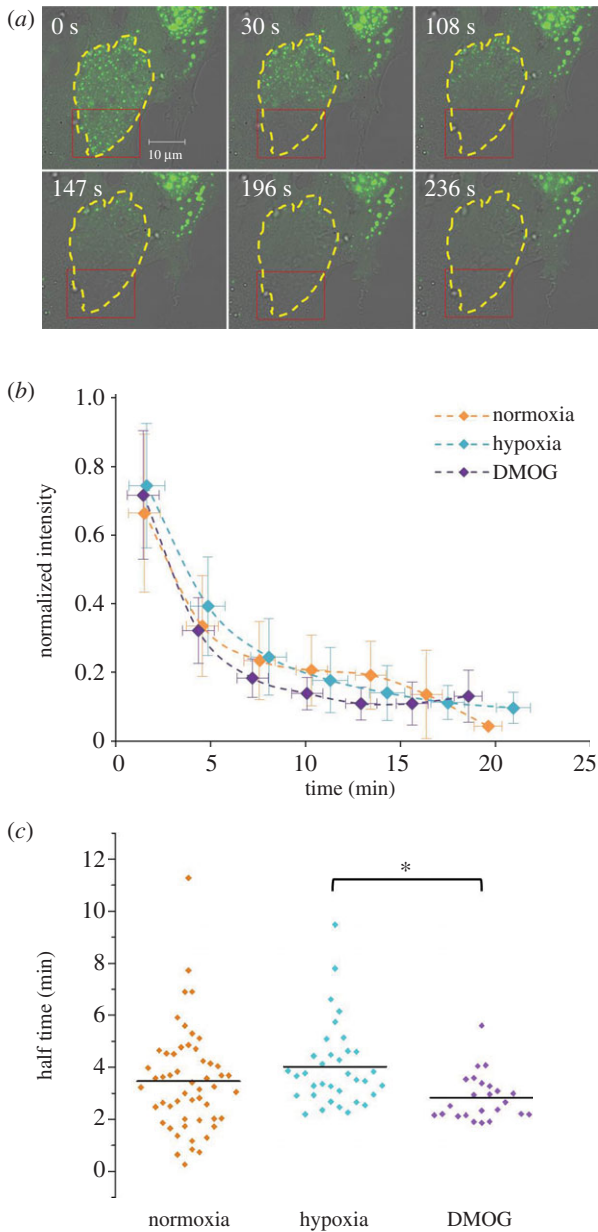 (a)
0 s 30 s 108 s
10 µm
147 s 196 s 236 s
(b)
1.0
0.8
0.6
0.4
0.2
0
normalized intensity
normoxia
hypoxia
DMOG
0 5 10 15 20 25
time (min)
(c)
12
10
8
6
4
2
0
half time (min)
*
normoxia hypoxia DMOG